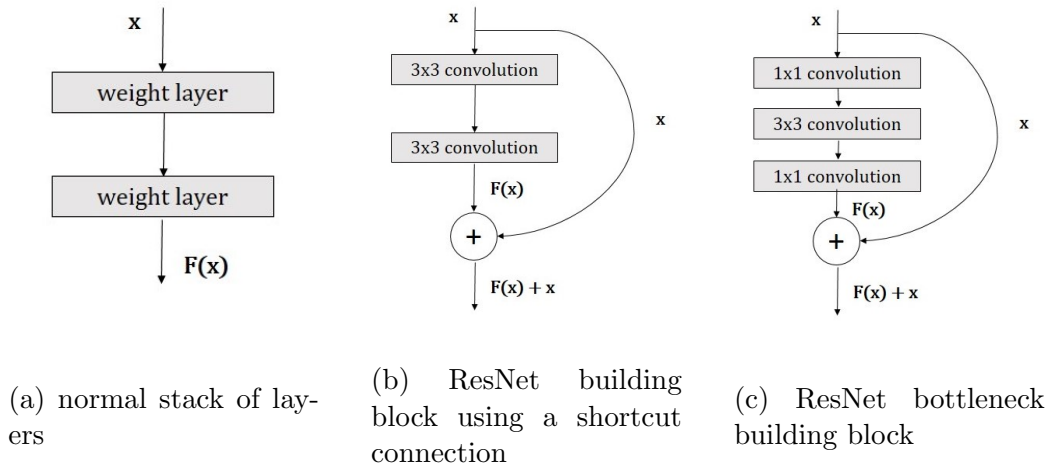 x
weight layer
weight layer
F(x)
(a) normal stack of lay-
ers
x
3x3 convolution
3x3 convolution
x
F(x)
+
F(x) + x
(b) ResNet building
block using a shortcut
connection
x
1x1 convolution
3x3 convolution
x
1x1 convolution
F(x)
+
F(x) + x
(c) ResNet bottleneck
building block